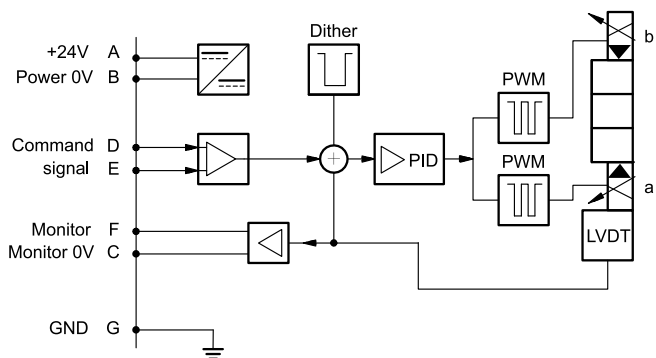 Dither
+24V A
Power 0V B
b
PWM
Command D
signal E
PID
PWM
a
Monitor F
Monitor 0V C
LVDT
GND G